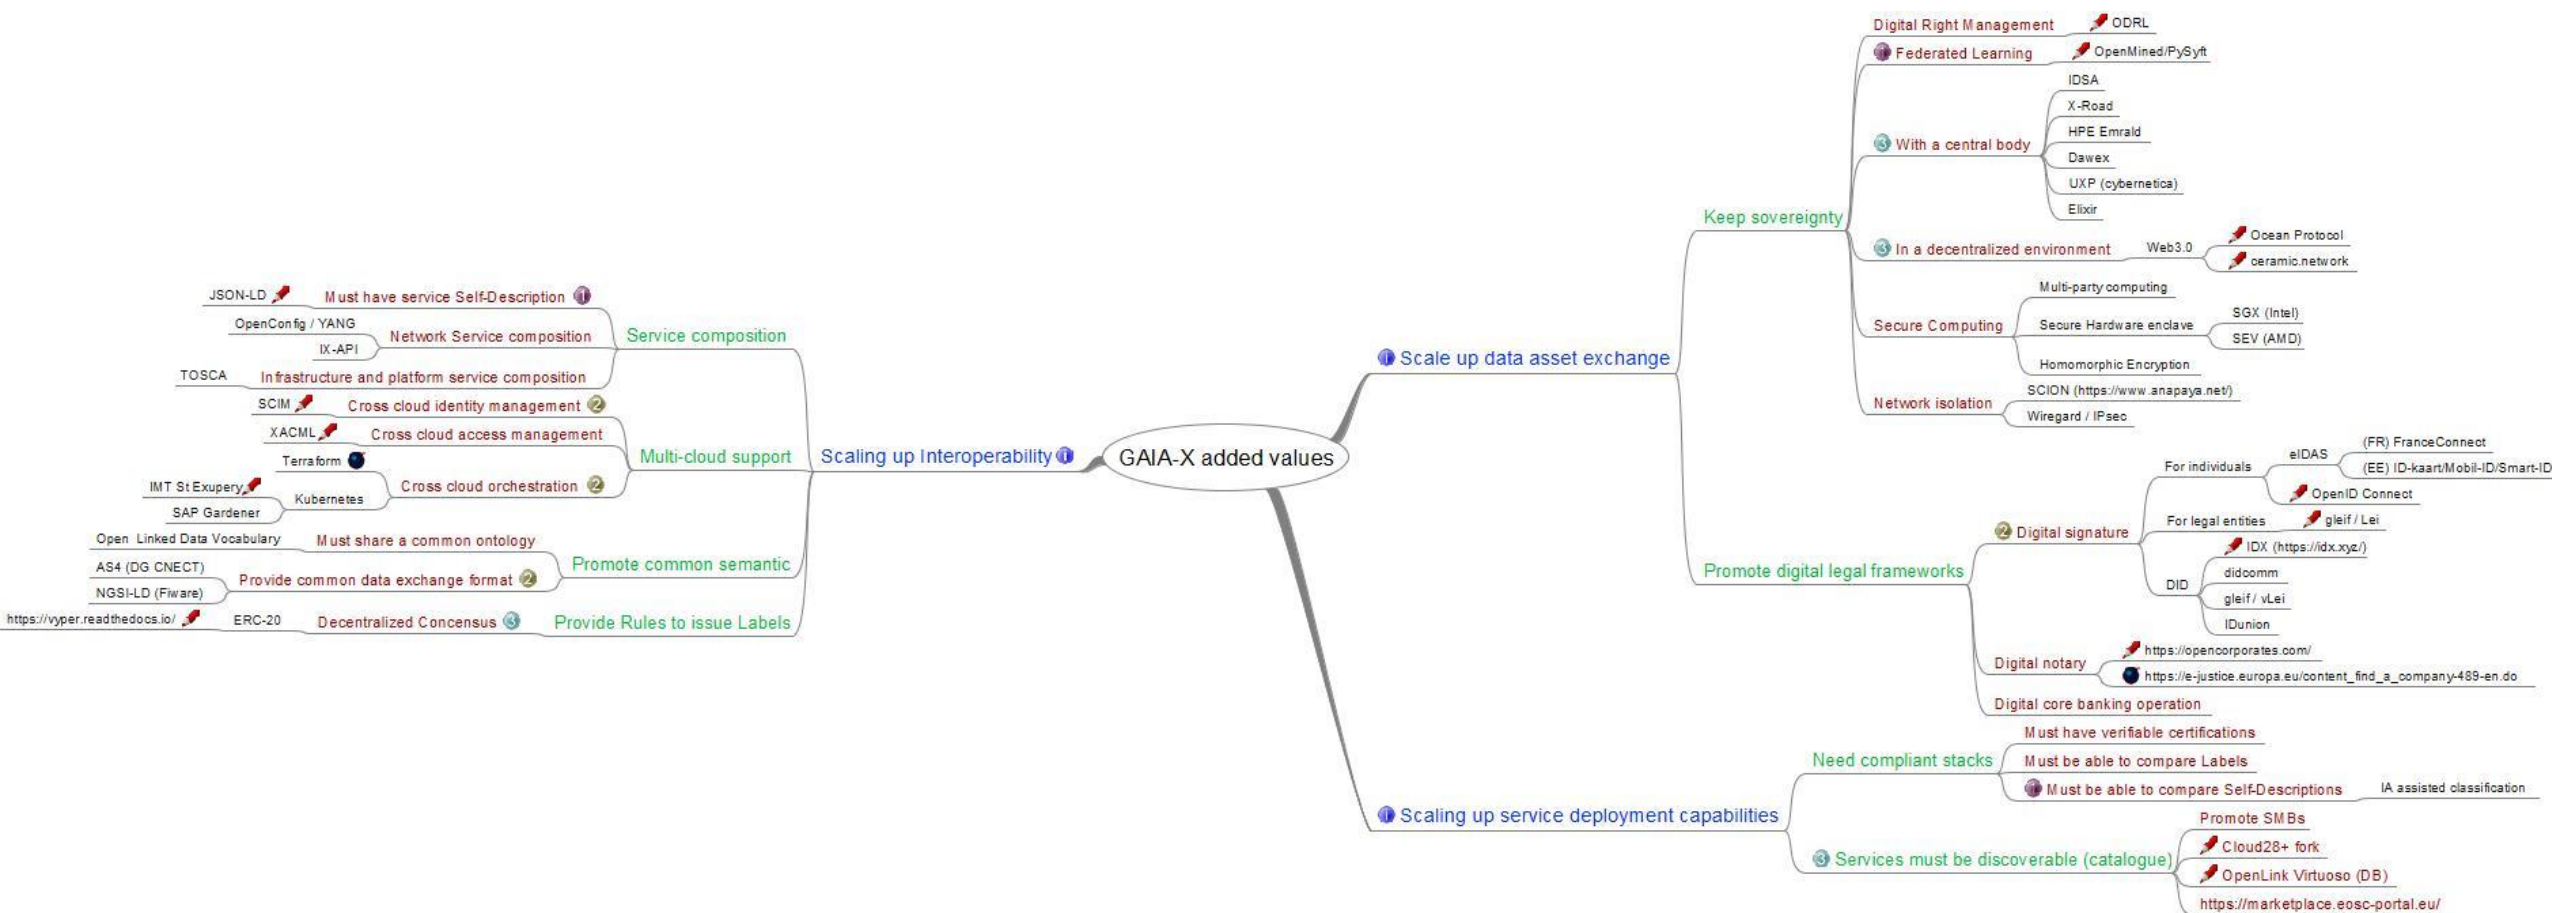 GAIA-X added values
Scaling up Interoperability
Service composition
Must have service Self-Description
JSON-LD
Network Service composition
OpenConfig / YANG
IX-API
Infrastructure and platform service composition
TOSCA
Multi-cloud support
Cross cloud identity management
SCIM
Cross cloud access management
XACML
Cross cloud orchestration
Terraform
Kubernetes
IMT St Exupery
SAP Gardener
Promote common semantic
Must share a common ontology
Open Linked Data Vocabulary
Provide common data exchange format
AS4 (DG CNECT)
NGSI-LD (Fiware)
Provide Rules to issue Labels
Decentralized Concensus
ERC-20
https://vyper.readthedocs.io/
Scale up data asset exchange
Keep sovereignty
Digital Right Management
ODRL
Federated Learning
OpenMined/PySyft
With a central body
IDSA
X-Road
HPE Emrald
Dawex
UXP (cybernetica)
Elixir
In a decentralized environment
Web3.0
Ocean Protocol
ceramic.network
Secure Computing
Multi-party computing
Secure Hardware enclave
SGX (Intel)
SEV (AMD)
Homomorphic Encryption
Network isolation
SCION (https://www.anapaya.net/)
Wiregard / IPsec
Promote digital legal frameworks
Digital signature
For individuals
eIDAS
(FR) FranceConnect
(EE) ID-kaart/Mobil-ID/Smart-ID
OpenID Connect
For legal entities
gleif / Lei
DID
IDX (https://idx.xyz/)
didcomm
gleif / vLei
IDunion
Digital notary
https://opencorporates.com/
https://e-justice.europa.eu/content_find_a_company-489-en.do
Digital core banking operation
Scaling up service deployment capabilities
Need compliant stacks
Must have verifiable certifications
Must be able to compare Labels
Must be able to compare Self-Descriptions
IA assisted classification
Services must be discoverable (catalogue)
Promote SMBs
Cloud28+ fork
OpenLink Virtuoso (DB)
https://marketplace.eosc-portal.eu/